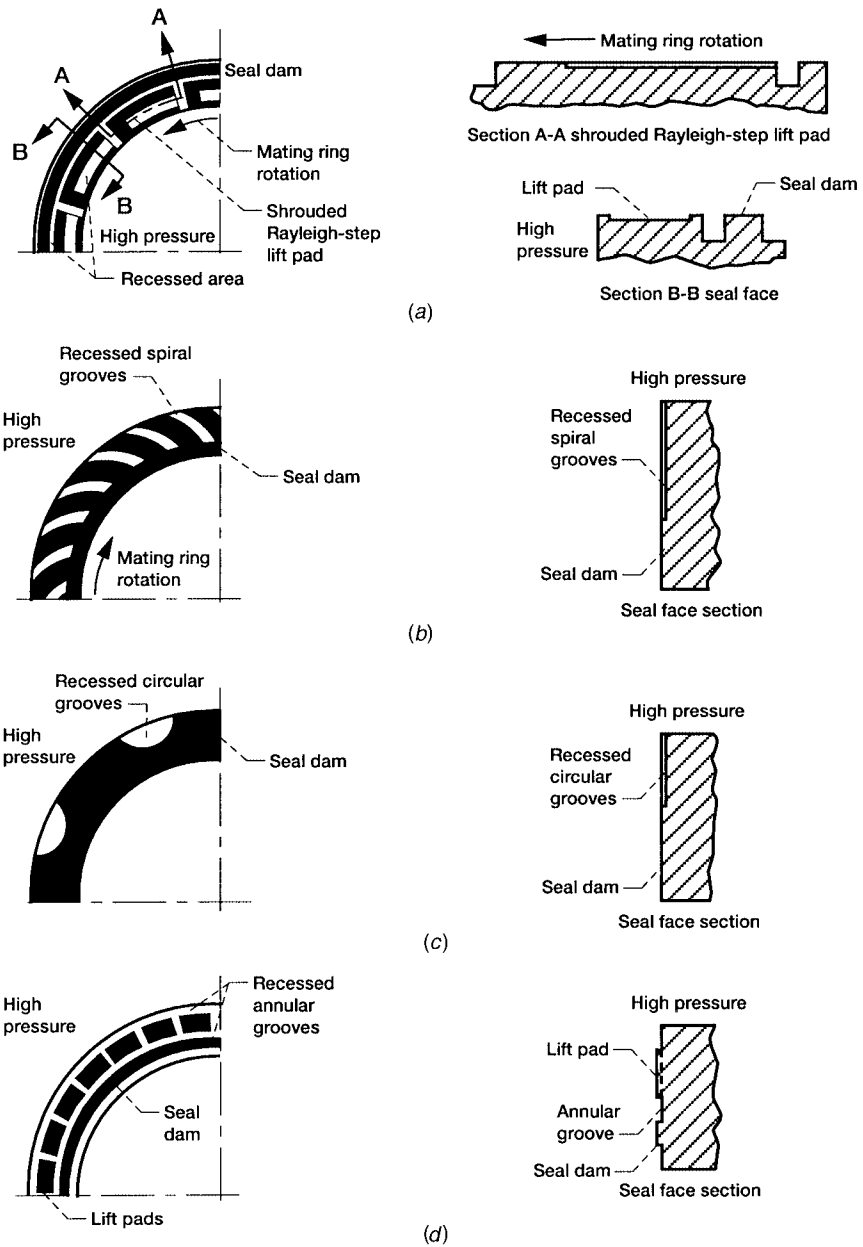 A
A
B
B
Seal dam
Mating ring
rotation
Shrouded
Rayleigh-step
lift pad
High pressure
Recessed area
Mating ring rotation
Section A-A shrouded Rayleigh-step lift pad
Lift pad
Seal dam
High
pressure
Section B-B seal face
(a)
Recessed spiral
grooves
High
pressure
Seal dam
Mating ring
rotation
High pressure
Recessed
spiral
grooves
Seal dam
Seal face section
(b)
Recessed circular
grooves
High
pressure
Seal dam
High pressure
Recessed
circular
grooves
Seal dam
Seal face section
(c)
High
pressure
Recessed
annular
grooves
Seal
dam
Lift pads
High pressure
Lift pad
Annular
groove
Seal dam
Seal face section
(d)